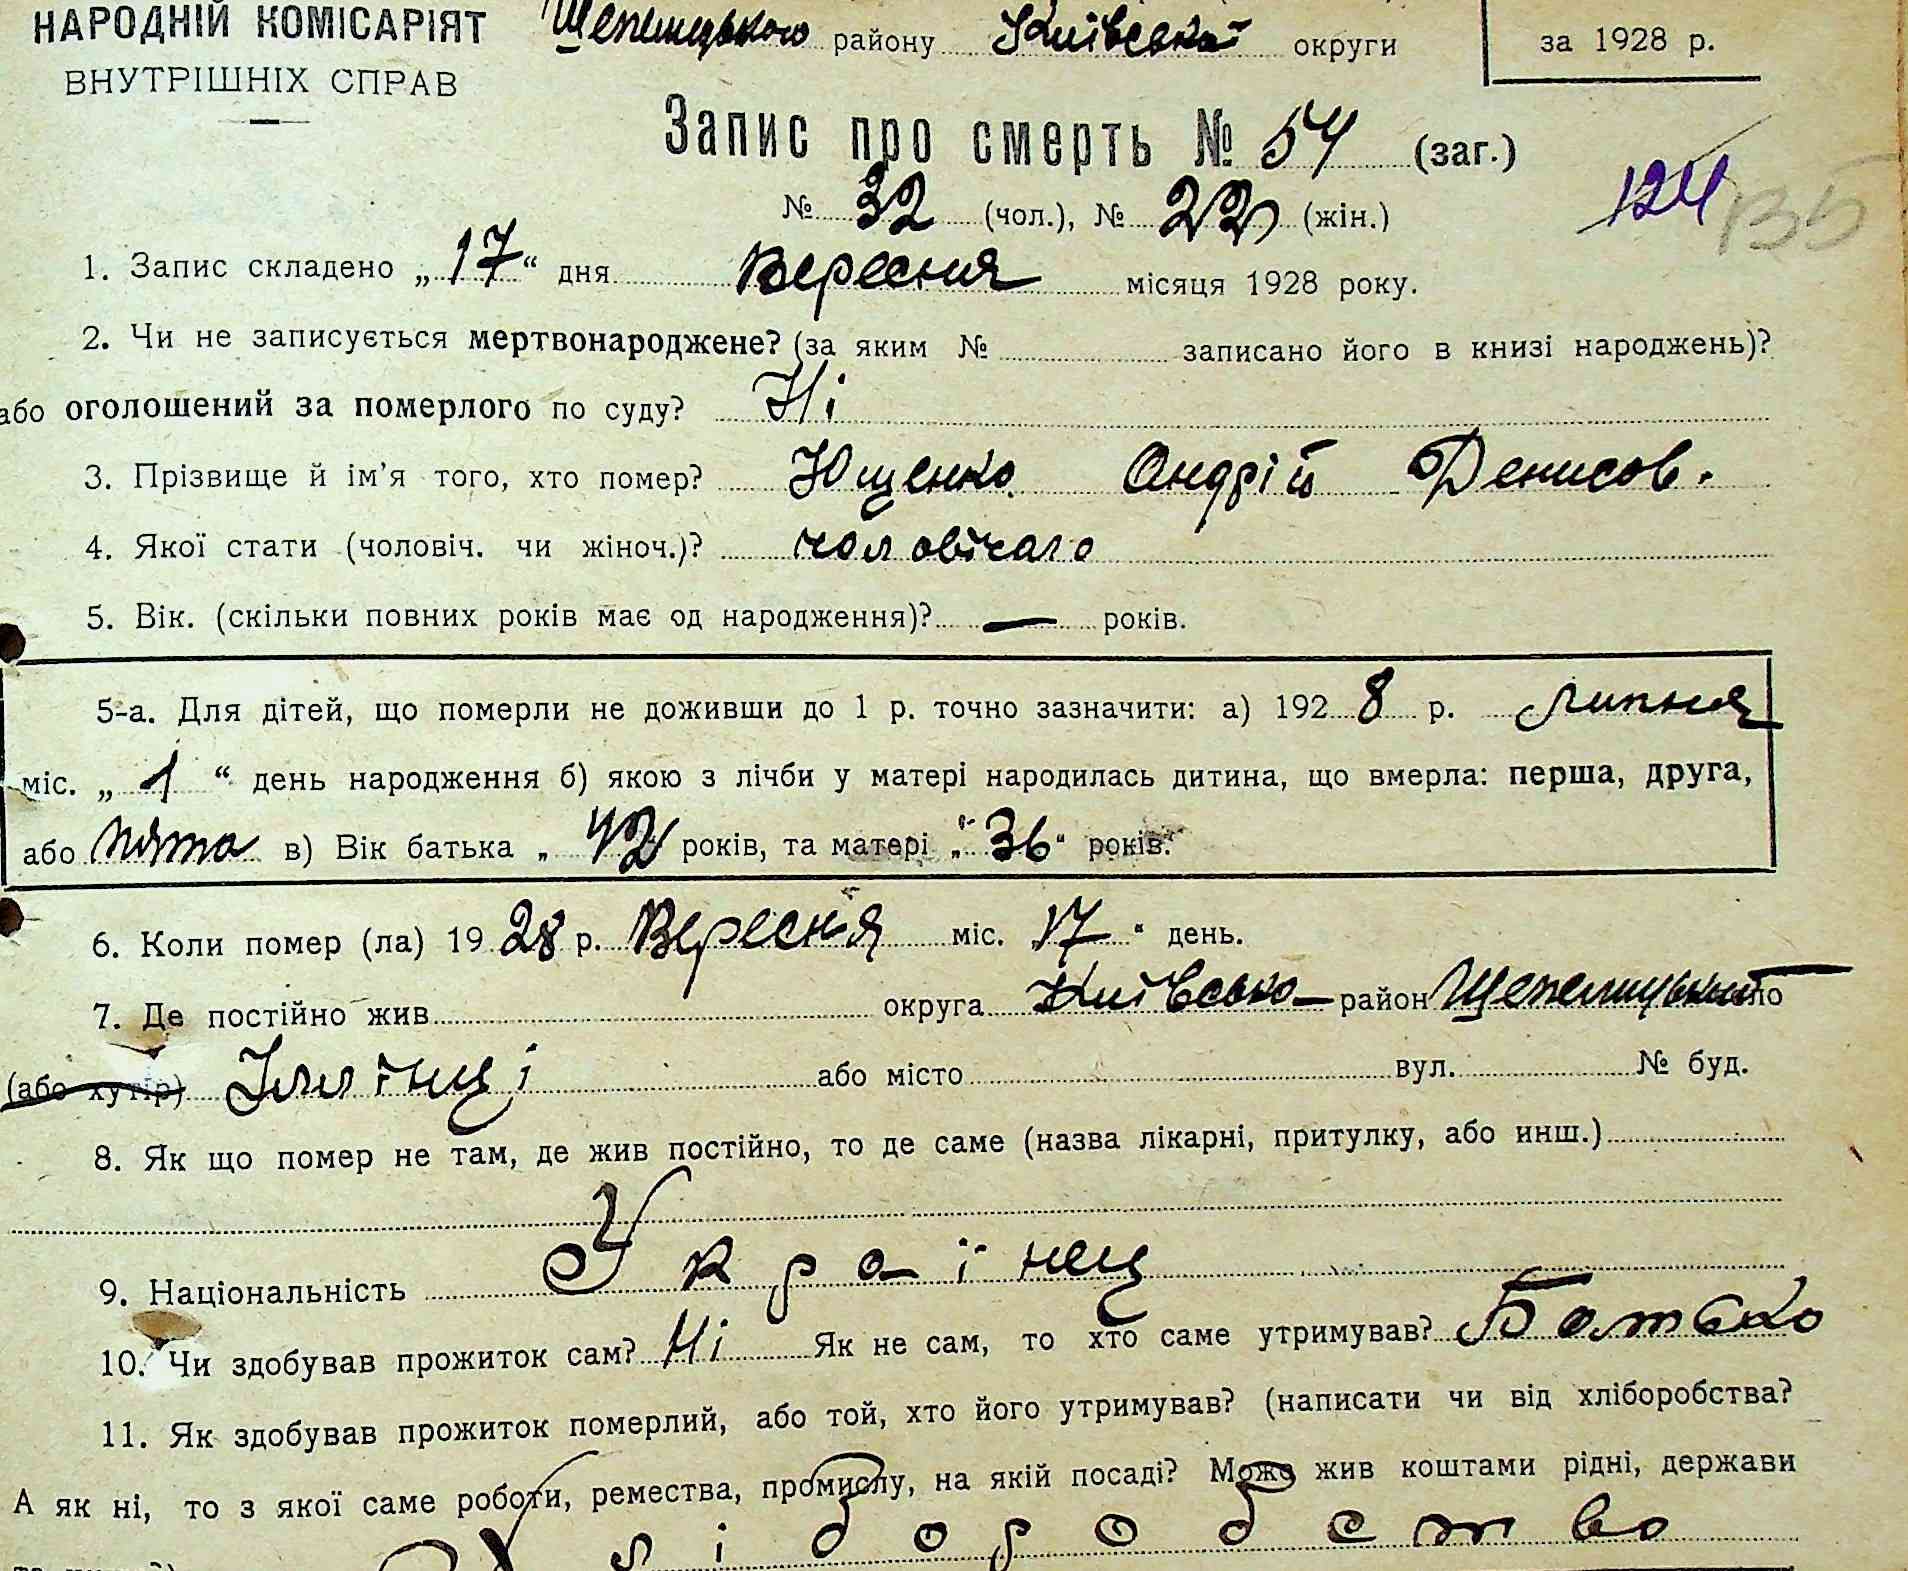 НАРОДНІЙ КОМІСАРІЯТ
ВНУТРІШНІХ СПРАВ
Шепелицького району Київської округи
за 1928 р.
Запис про смерть № 54 (заг.)
№ 32 (чол.), № 22 (жін.)
124 135
1. Запис складено „17“ дня Вересня місяця 1928 року.
2. Чи не записується мертвонароджене? (за яким № записано його в книзі народжень)?
або оголошений за померлого по суду? Ні
3. Прізвище й ім'я того, хто помер? Ющенко Андрій Денисов.
4. Якої стати (чоловіч. чи жіноч.)? чоловічаго
5. Вік. (скільки повних років має од народження)? — років.
5-а. Для дітей, що померли не доживши до 1 р. точно зазначити: а) 1928 р. липня
міс. „1“ день народження б) якою з лічби у матері народилась дитина, що вмерла: перша, друга,
або пята в) Вік батька „42 років, та матері „36“ років.
6. Коли помер (ла) 1928 р. Вересня міс. „17“ день.
7. Де постійно жив округа Київська район Шепелицький
(або хутір) Іллінці або місто вул. № буд.
8. Як що помер не там, де жив постійно, то де саме (назва лікарні, притулку, або инш.)
9. Національність Українец
10. Чи здобував прожиток сам? Ні Як не сам, то хто саме утримував? Батько
11. Як здобував прожиток померлий, або той, хто його утримував? (написати чи від хліборобства?
А як ні, то з якої саме роботи, ремества, промислу, на якій посаді? Може жив коштами рідні, держави
Хліборобство